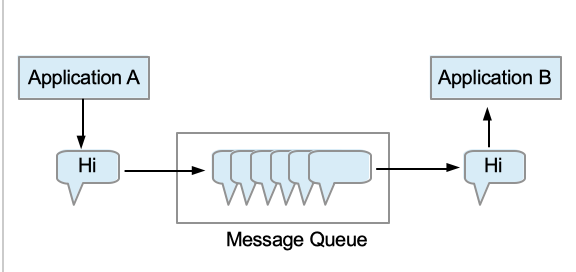 Application A
Application B
Hi
Hi
Message Queue